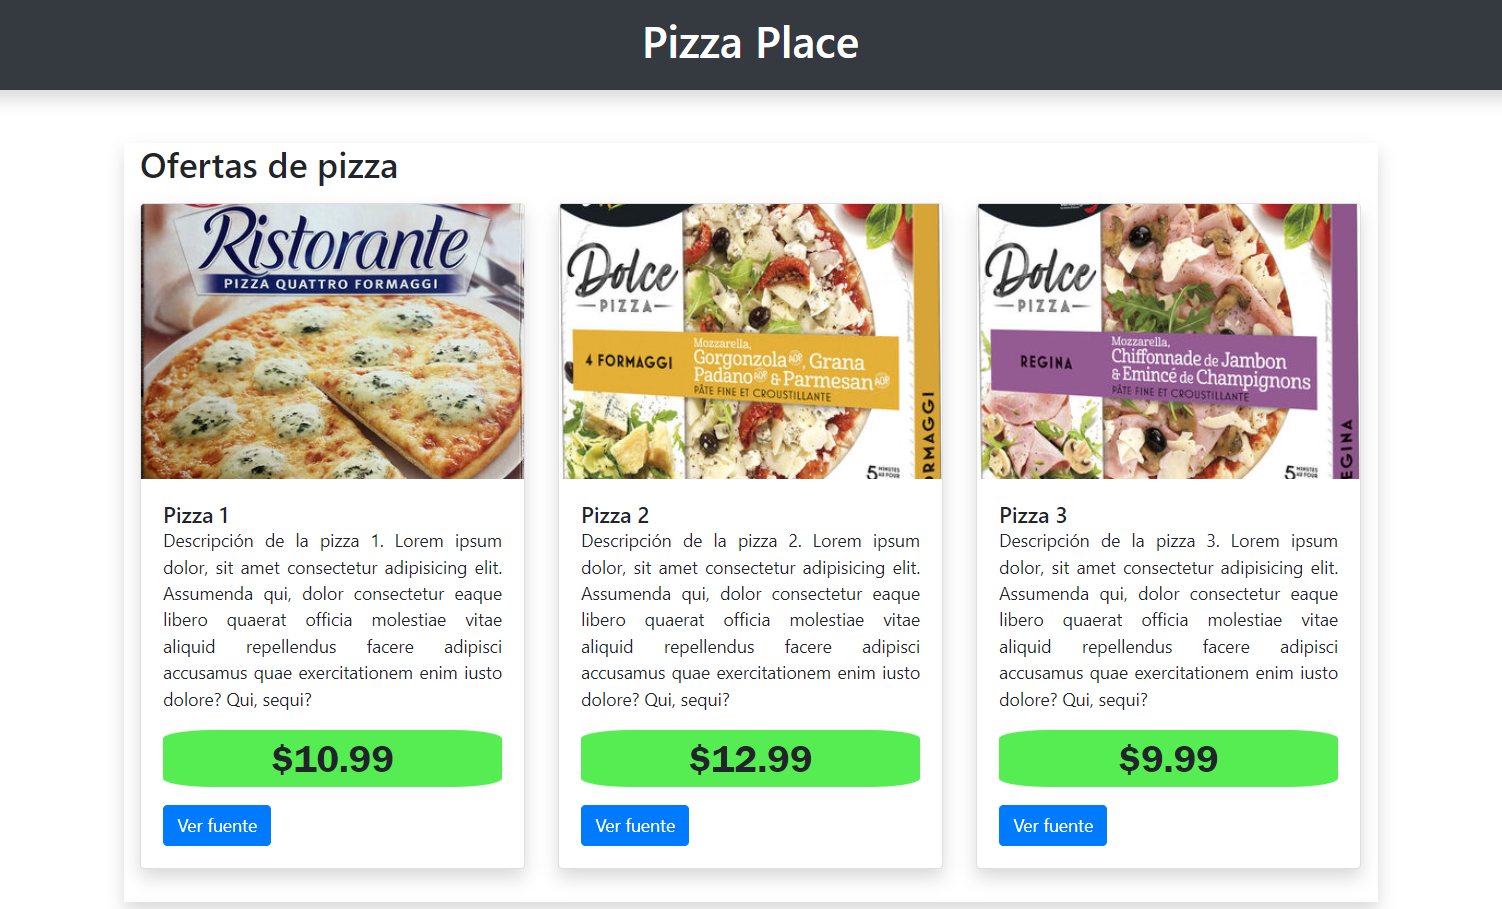 Pizza Place
Ofertas de pizza
Ristorante
PIZZA QUATTRO FORMAGGI
Dolce
PIZZA
4 FORMAGGI
Mozzarella,
Gorgonzola AOP, Grana
Padano AOP & Parmesan AOP
PÂTE FINE ET CROUSTILLANTE
5 MINUTES
AU FOUR
ORMAGGI
Dolce
PIZZA
REGINA
Mozzarella,
Chiffonnade de Jambon
& Emincé de Champignons
PÂTE FINE ET CROUSTILLANTE
5 MINUTES
AU FOUR
EGINA
Pizza 1
Descripción de la pizza 1. Lorem ipsum
dolor, sit amet consectetur adipisicing elit.
Assumenda qui, dolor consectetur eaque
libero quaerat officia molestiae vitae
aliquid repellendus facere adipisci
accusamus quae exercitationem enim iusto
dolore? Qui, sequi?
$10.99
Ver fuente
Pizza 2
Descripción de la pizza 2. Lorem ipsum
dolor, sit amet consectetur adipisicing elit.
Assumenda qui, dolor consectetur eaque
libero quaerat officia molestiae vitae
aliquid repellendus facere adipisci
accusamus quae exercitationem enim iusto
dolore? Qui, sequi?
$12.99
Ver fuente
Pizza 3
Descripción de la pizza 3. Lorem ipsum
dolor, sit amet consectetur adipisicing elit.
Assumenda qui, dolor consectetur eaque
libero quaerat officia molestiae vitae
aliquid repellendus facere adipisci
accusamus quae exercitationem enim iusto
dolore? Qui, sequi?
$9.99
Ver fuente